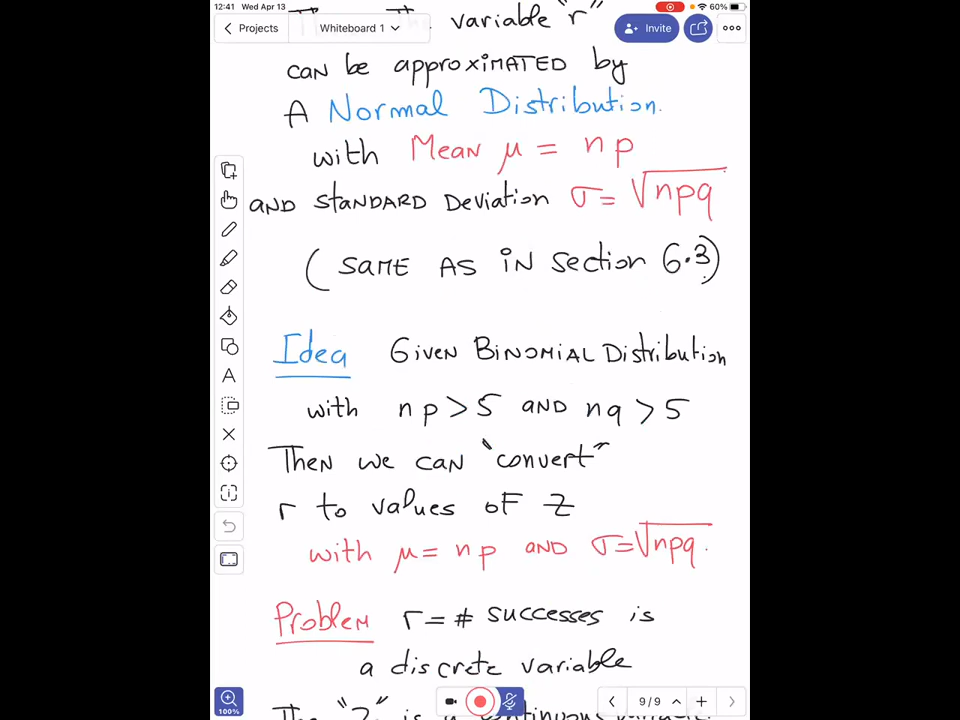 12:41 Wed Apr 13
60%
Projects
Whiteboard 1
Invite
variable "r"
can be approximated by
A Normal Distribution.
with Mean μ = np
and Standard Deviation σ = √npq
(Same as in section 6.3)
Idea Given Binomial Distribution
with np > 5 and nq > 5
Then we can "convert"
r to values of Z
with μ = np and σ = √npq.
Problem r = # successes is
a discrete variable
A
100%
9/9
"Z" is a continuous